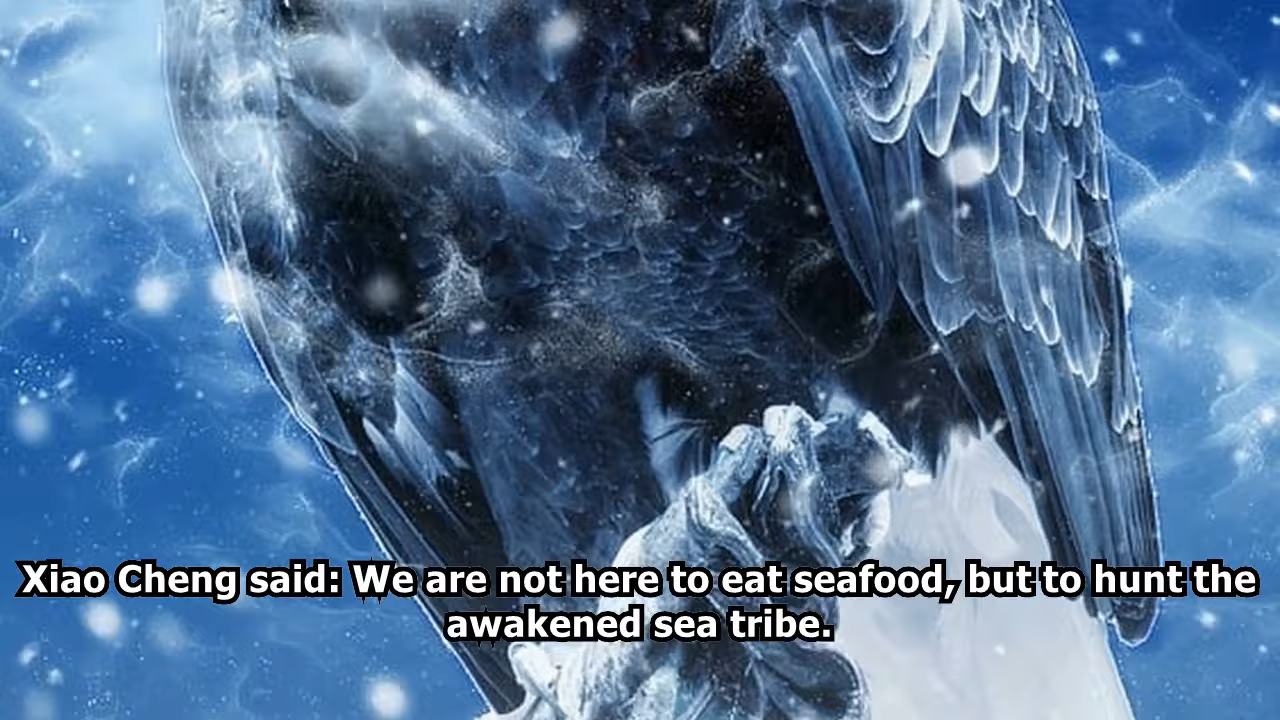 Xiao Cheng said: We are not here to eat seafood, but to hunt the
awakened sea tribe.